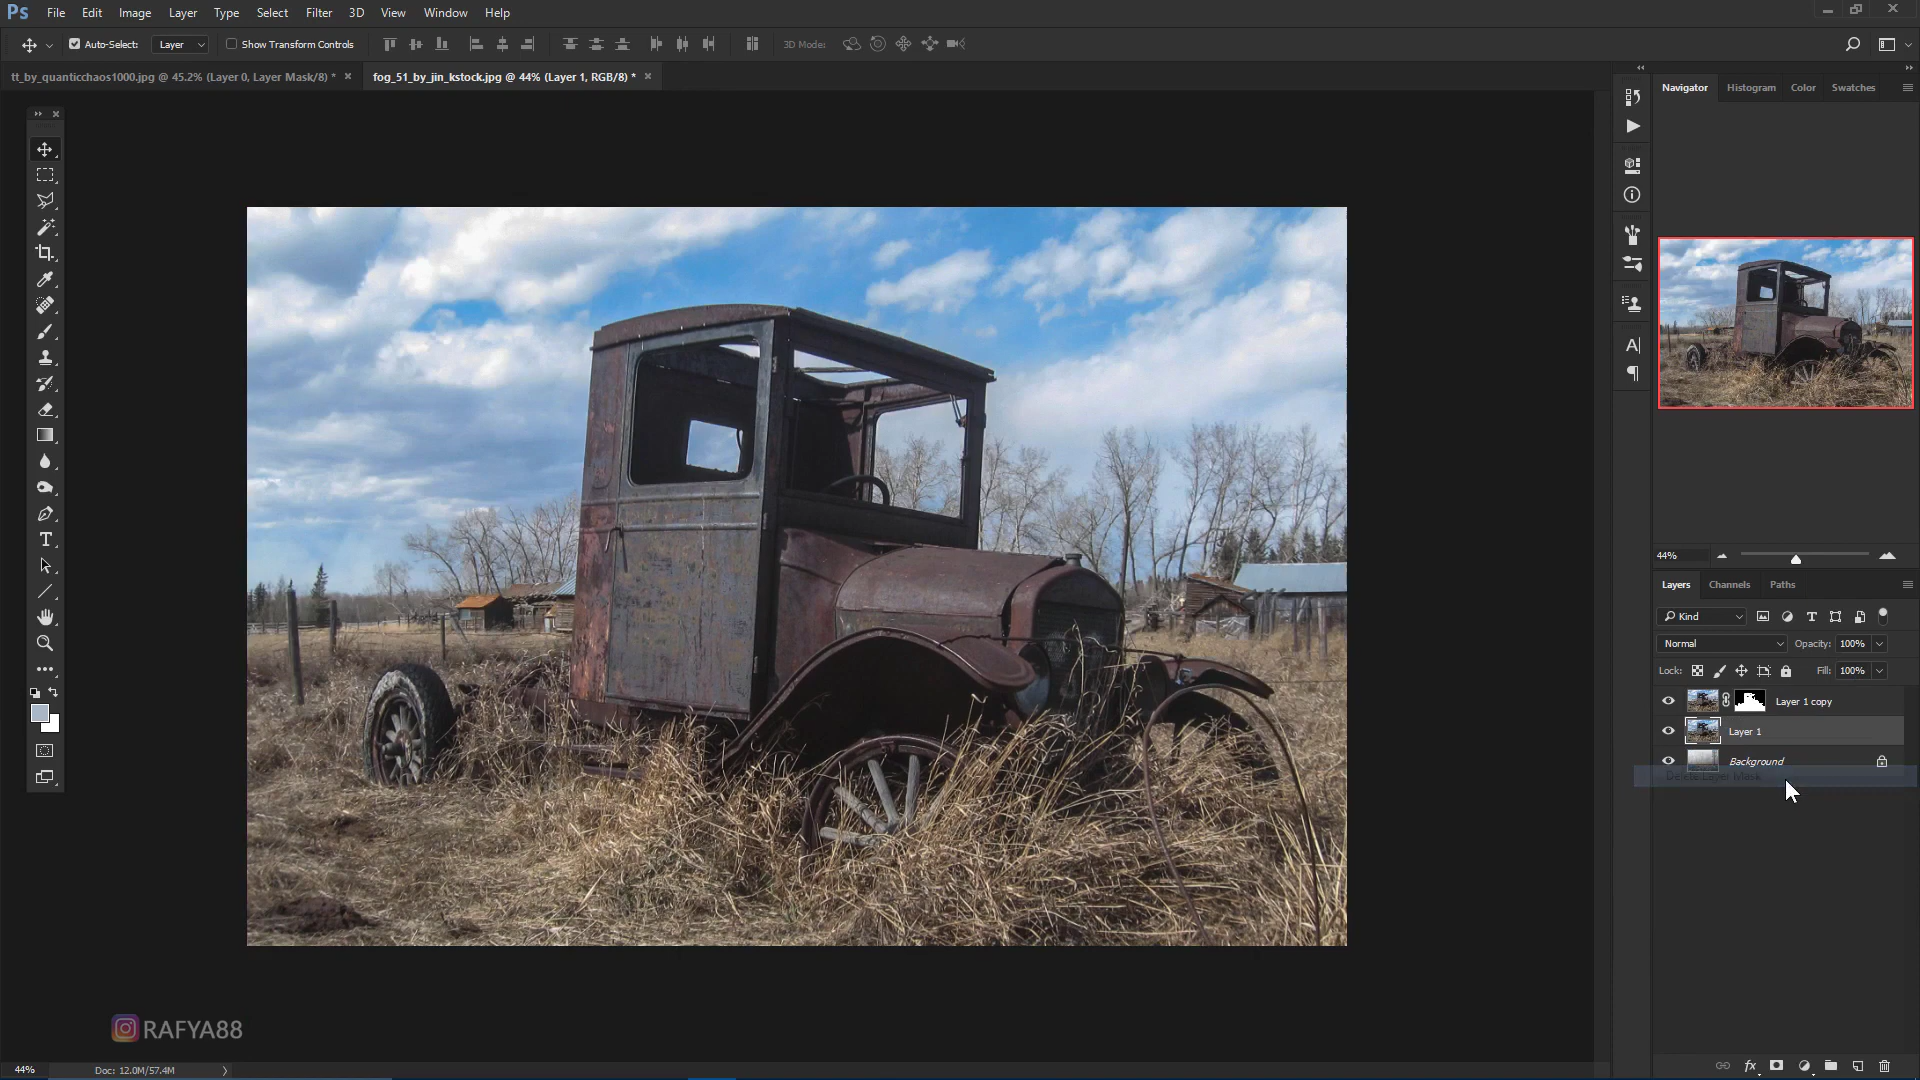 Ps File Edit Image Layer Type Select Filter 3D View Window Help
Auto-Select: Layer Show Transform Controls 3D Mode:
tt_by_quanticchaos1000.jpg @ 45.2% (Layer 0, Layer Mask/8) * × fog_51_by_jin_kstock.jpg @ 44% (Layer 1, RGB/8) * ×
Navigator Histogram Color Swatches
44%
Layers Channels Paths
Kind
Normal Opacity: 100%
Lock: Fill: 100%
Layer 1 copy
Layer 1
Background
Delete Layer Mask
RAFYA88
44% Doc: 12.0M/57.4M